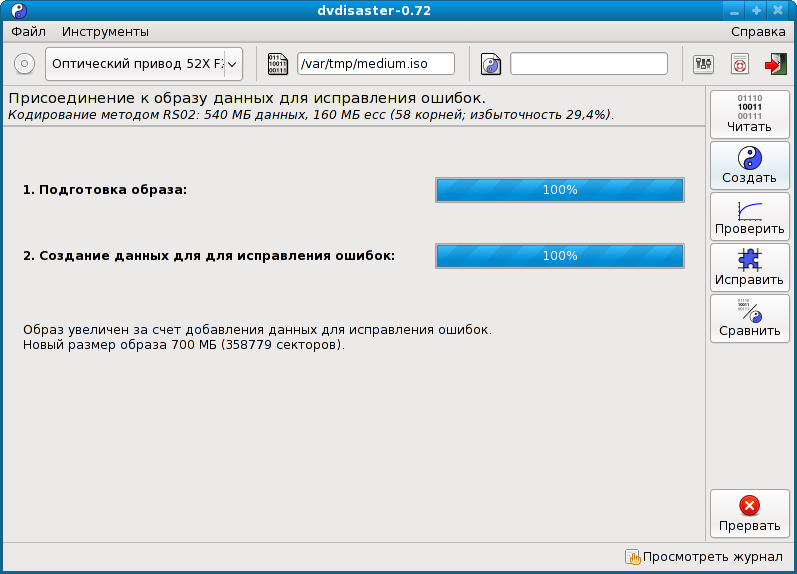 dvdisaster-0.72
Файл Инструменты Справка
Оптический привод 52X /var/tmp/medium.iso
Присоединение к образу данных для исправления ошибок.
Кодирование методом RS02: 540 МБ данных, 160 МБ ecc (58 корней; избыточность 29,4%).
1. Подготовка образа: 100%
2. Создание данных для для исправления ошибок: 100%
Образ увеличен за счет добавления данных для исправления ошибок.
Новый размер образа 700 МБ (358779 секторов).
Читать
Создать
Проверить
Исправить
Сравнить
Прервать
Просмотреть журнал